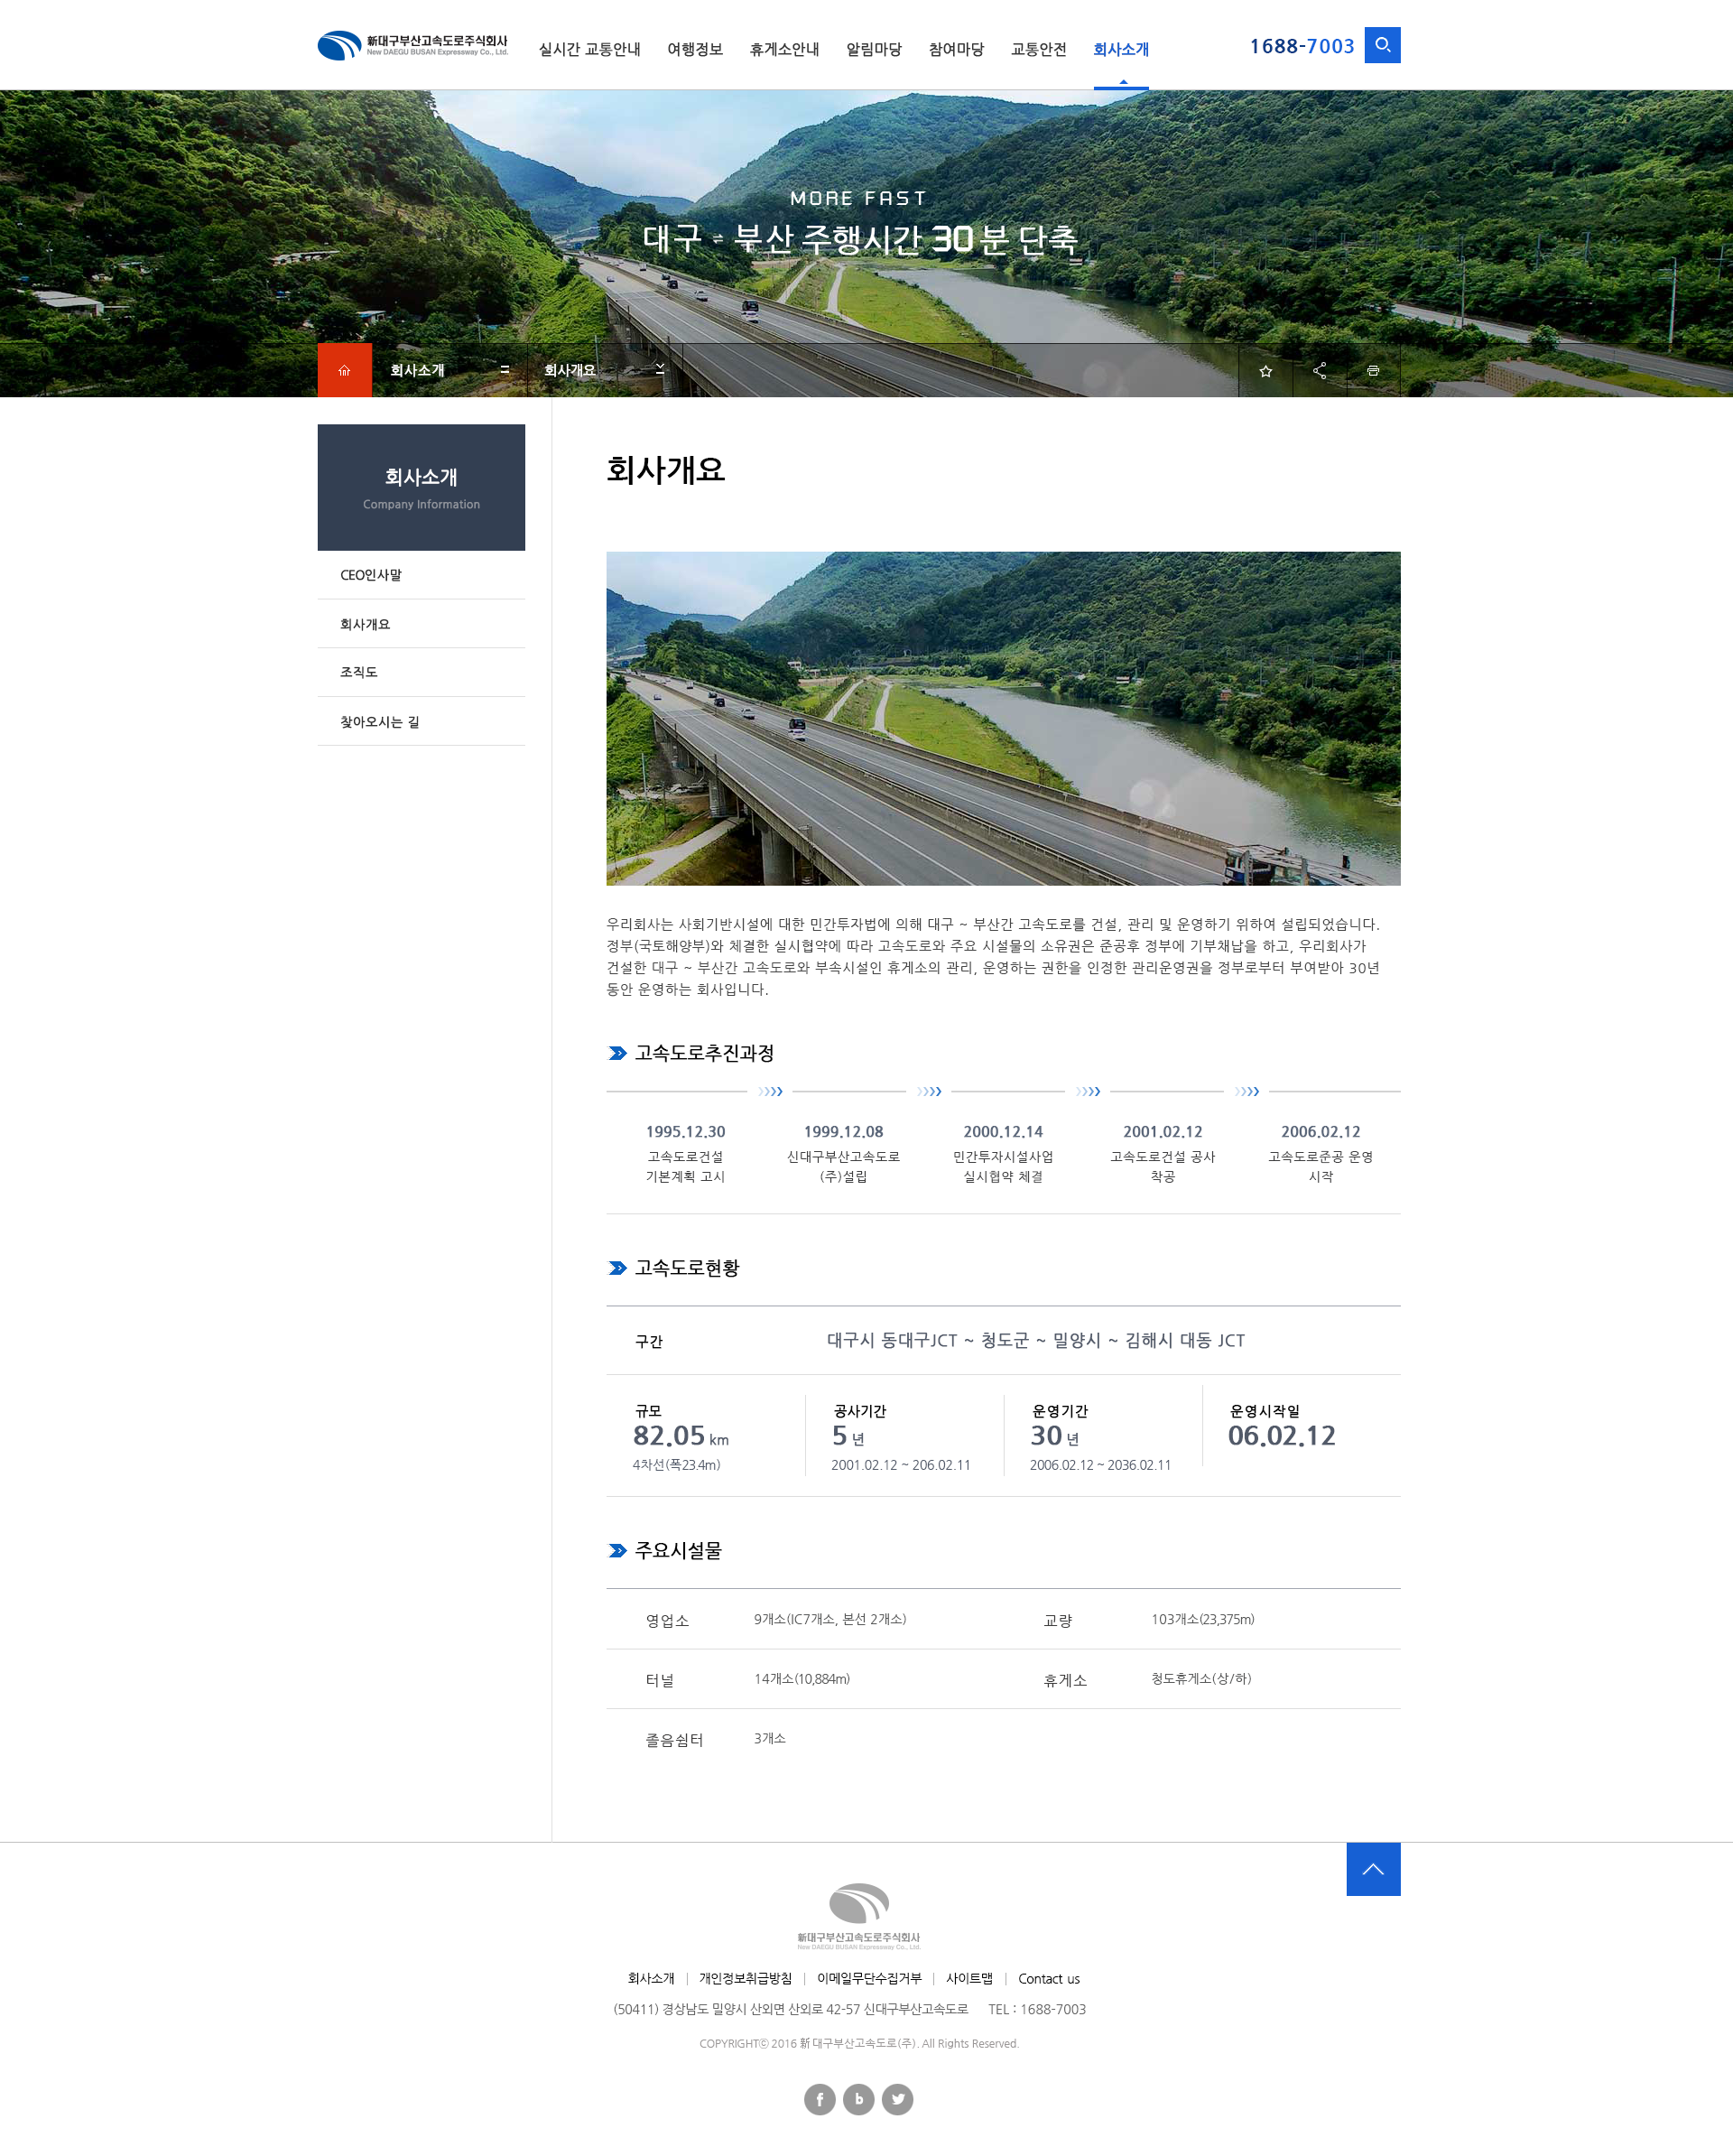 新대구부산고속도로주식회사
New DAEGU BUSAN Expressway Co., Ltd.
실시간 교통안내 여행정보 휴게소안내 알림마당 참여마당 교통안전 회사소개
1688-7003
MORE FAST
대구 ⇌ 부산 주행시간 30분 단축
회사소개 회사개요
회사소개
Company Information
CEO인사말
회사개요
조직도
찾아오시는 길
회사개요
우리회사는 사회기반시설에 대한 민간투자법에 의해 대구 ~ 부산간 고속도로를 건설, 관리 및 운영하기 위하여 설립되었습니다.
정부(국토해양부)와 체결한 실시협약에 따라 고속도로와 주요 시설물의 소유권은 준공후 정부에 기부채납을 하고, 우리회사가
건설한 대구 ~ 부산간 고속도로와 부속시설인 휴게소의 관리, 운영하는 권한을 인정한 관리운영권을 정부로부터 부여받아 30년
동안 운영하는 회사입니다.
고속도로추진과정
1995.12.30 1999.12.08 2000.12.14 2001.02.12 2006.02.12
고속도로건설 신대구부산고속도로 민간투자시설사업 고속도로건설 공사 고속도로준공 운영
기본계획 고시 (주)설립 실시협약 체결 착공 시작
고속도로현황
구간 대구시 동대구JCT ~ 청도군 ~ 밀양시 ~ 김해시 대동 JCT
규모 공사기간 운영기간 운영시작일
82.05 km 5 년 30 년 06.02.12
4차선(폭23.4m) 2001.02.12 ~ 206.02.11 2006.02.12 ~ 2036.02.11
주요시설물
영업소 9개소(IC7개소, 본선 2개소) 교량 103개소(23,375m)
터널 14개소(10,884m) 휴게소 청도휴게소(상/하)
졸음쉼터 3개소
新대구부산고속도로주식회사
New DAEGU BUSAN Expressway Co., Ltd.
회사소개 개인정보취급방침 이메일무단수집거부 사이트맵 Contact us
(50411) 경상남도 밀양시 산외면 산외로 42-57 신대구부산고속도로 TEL : 1688-7003
COPYRIGHTⓒ 2016 新대구부산고속도로(주). All Rights Reserved.